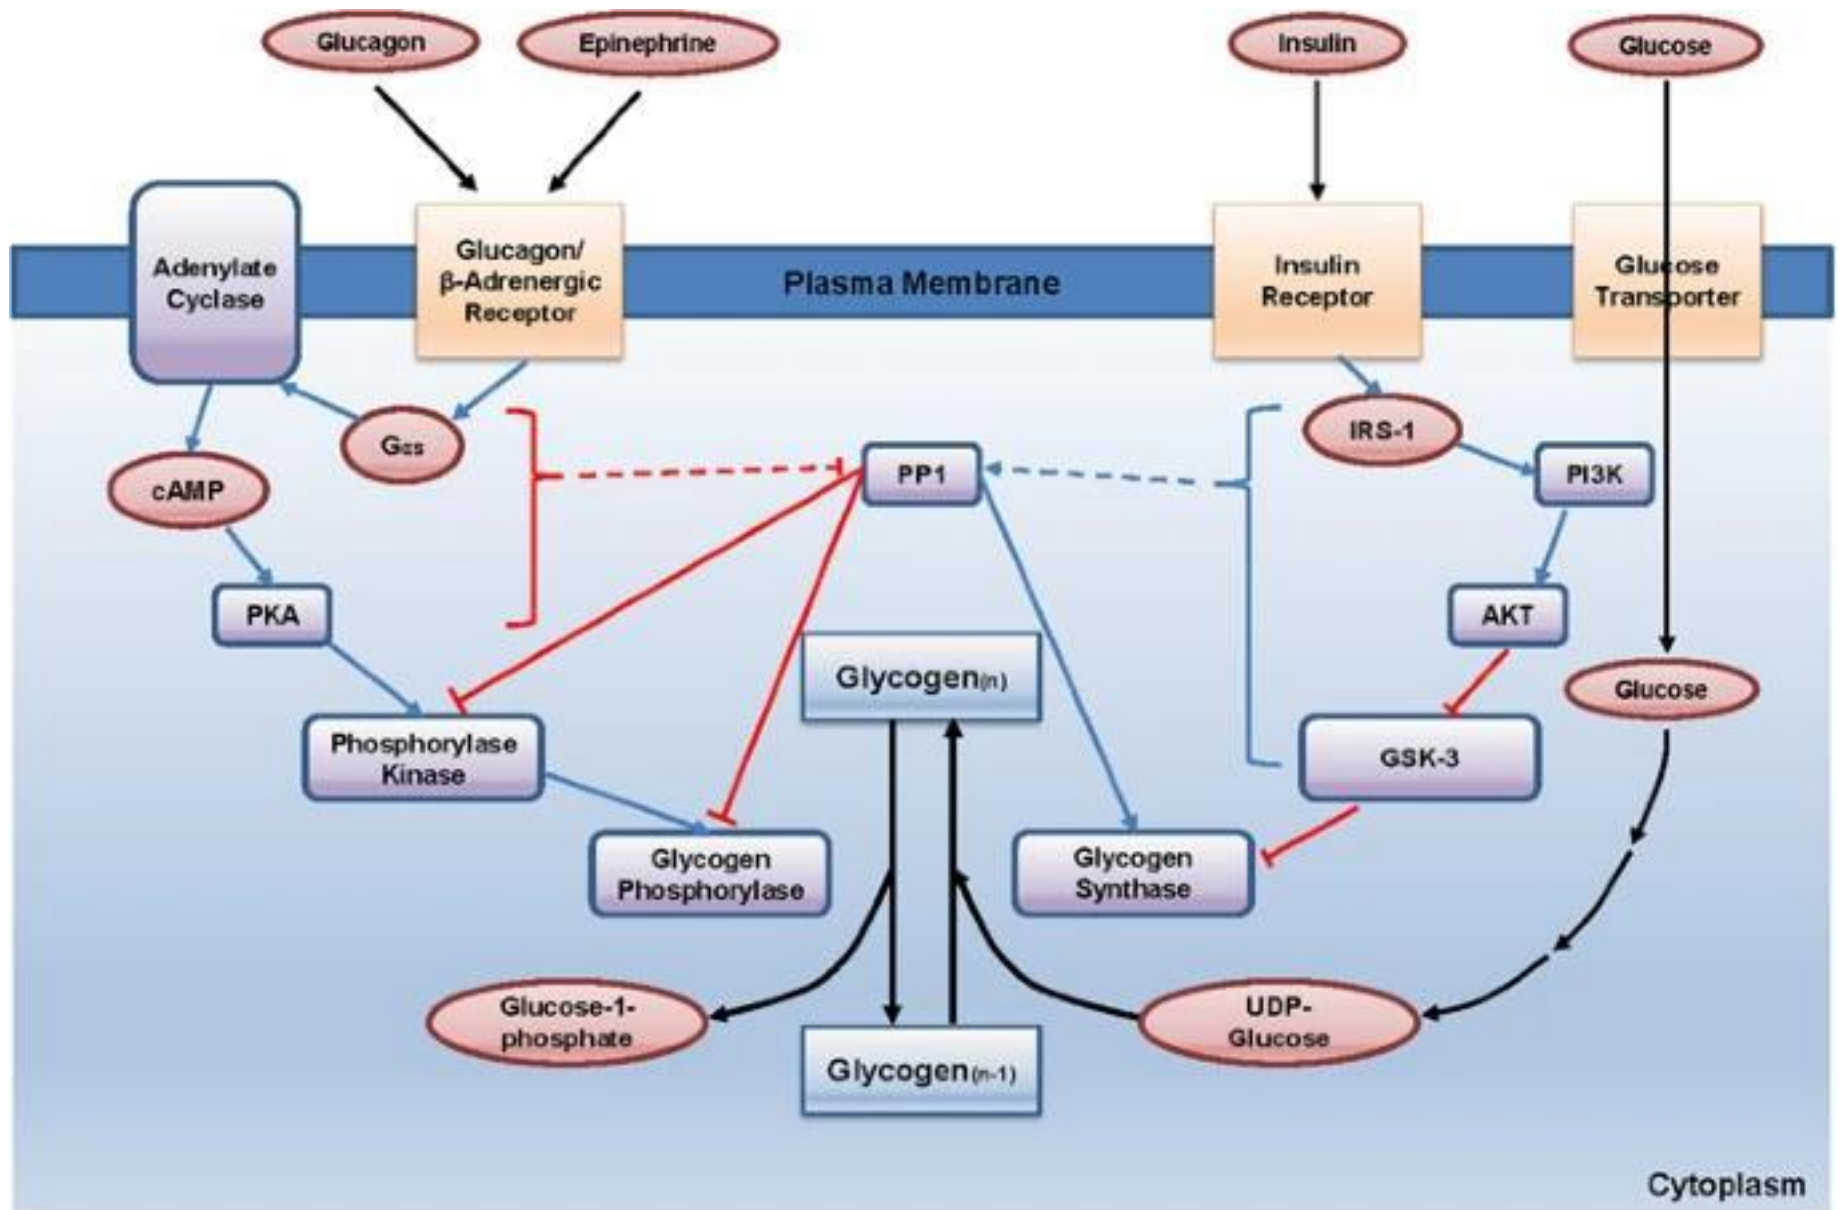 Glucagon
Epinephrine
Insulin
Glucose
Adenylate
Cyclase
Glucagon/
β-Adrenergic
Receptor
Plasma Membrane
Insulin
Receptor
Glucose
Transporter
Gαs
cAMP
PKA
PP1
IRS-1
PI3K
AKT
Glucose
Glycogen(n)
Phosphorylase
Kinase
GSK-3
Glycogen
Phosphorylase
Glycogen
Synthase
Glucose-1-
phosphate
UDP-
Glucose
Glycogen(n-1)
Cytoplasm